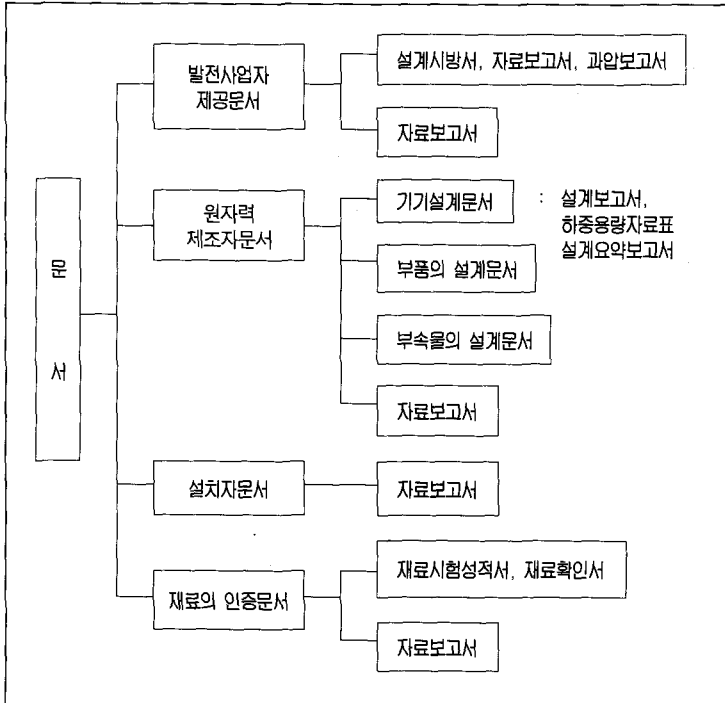 문서
발전사업자
제공문서
설계시방서, 자료보고서, 과압보고서
자료보고서
원자력
제조자문서
기기설계문서 : 설계보고서,
하중용량자료표
설계요약보고서
부품의 설계문서
부속물의 설계문서
자료보고서
설치자문서
자료보고서
재료의 인증문서
재료시험성적서, 재료확인서
자료보고서